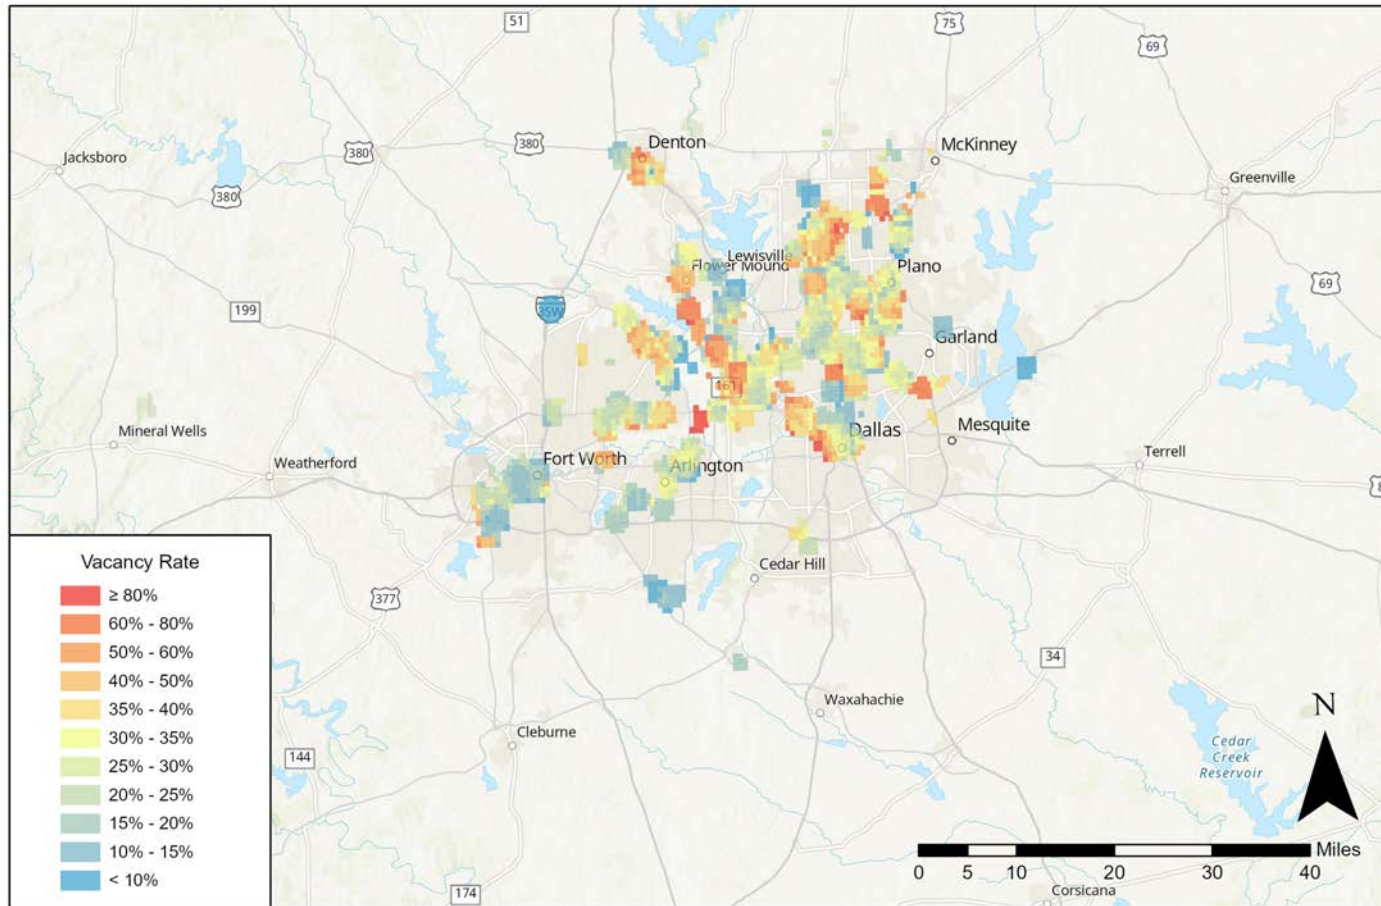 51
75
69
Denton
380
380
McKinney
Jacksboro
Greenville
380
Lewisville
Flower Mound
Plano
69
199
35W
Garland
161
Mineral Wells
Dallas
Mesquite
Weatherford
Fort Worth
Arlington
Terrell
8
Cedar Hill
377
34
Waxahachie
Cleburne
144
Cedar
Creek
Reservoir
174
Corsicana
Vacancy Rate
≥ 80%
60% - 80%
50% - 60%
40% - 50%
35% - 40%
30% - 35%
25% - 30%
20% - 25%
15% - 20%
10% - 15%
< 10%
N
Miles
0 5 10 20 30 40